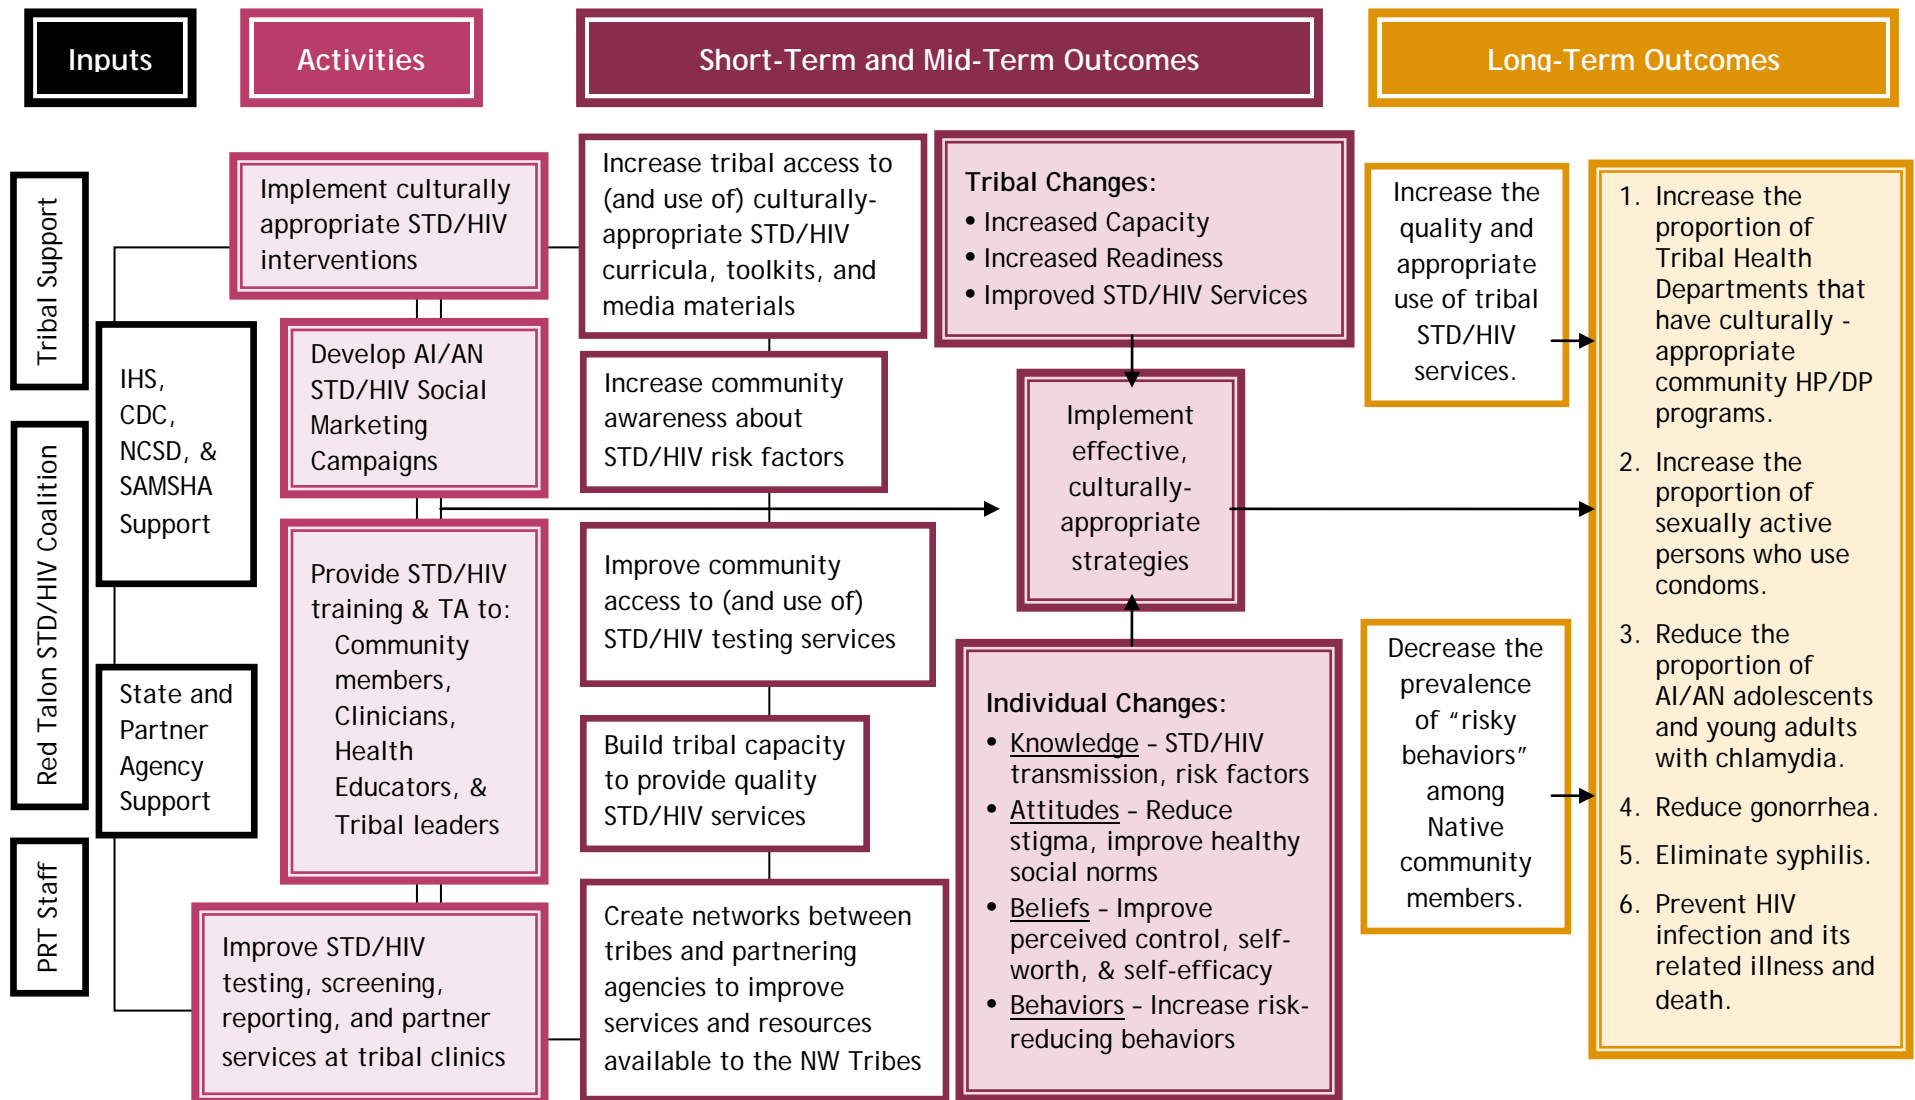 Inputs
Activities
Short-Term and Mid-Term Outcomes
Long-Term Outcomes
Tribal Support
Red Talon STD/HIV Coalition
PRT Staff
IHS,
CDC,
NCSD, &
SAMSHA
Support
State and
Partner
Agency
Support
Implement culturally
appropriate STD/HIV
interventions
Develop AI/AN
STD/HIV Social
Marketing
Campaigns
Provide STD/HIV
training & TA to:
Community
members,
Clinicians,
Health
Educators, &
Tribal leaders
Improve STD/HIV
testing, screening,
reporting, and partner
services at tribal clinics
Increase tribal access to
(and use of) culturally-
appropriate STD/HIV
curricula, toolkits, and
media materials
Increase community
awareness about
STD/HIV risk factors
Improve community
access to (and use of)
STD/HIV testing services
Build tribal capacity
to provide quality
STD/HIV services
Create networks between
tribes and partnering
agencies to improve
services and resources
available to the NW Tribes
Tribal Changes:
• Increased Capacity
• Increased Readiness
• Improved STD/HIV Services
Implement
effective,
culturally-
appropriate
strategies
Individual Changes:
• Knowledge – STD/HIV
transmission, risk factors
• Attitudes – Reduce
stigma, improve healthy
social norms
• Beliefs – Improve
perceived control, self-
worth, & self-efficacy
• Behaviors – Increase risk-
reducing behaviors
Increase the
quality and
appropriate
use of tribal
STD/HIV
services.
Decrease the
prevalence
of “risky
behaviors”
among
Native
community
members.
1. Increase the
proportion of
Tribal Health
Departments that
have culturally -
appropriate
community HP/DP
programs.
2. Increase the
proportion of
sexually active
persons who use
condoms.
3. Reduce the
proportion of
AI/AN adolescents
and young adults
with chlamydia.
4. Reduce gonorrhea.
5. Eliminate syphilis.
6. Prevent HIV
infection and its
related illness and
death.